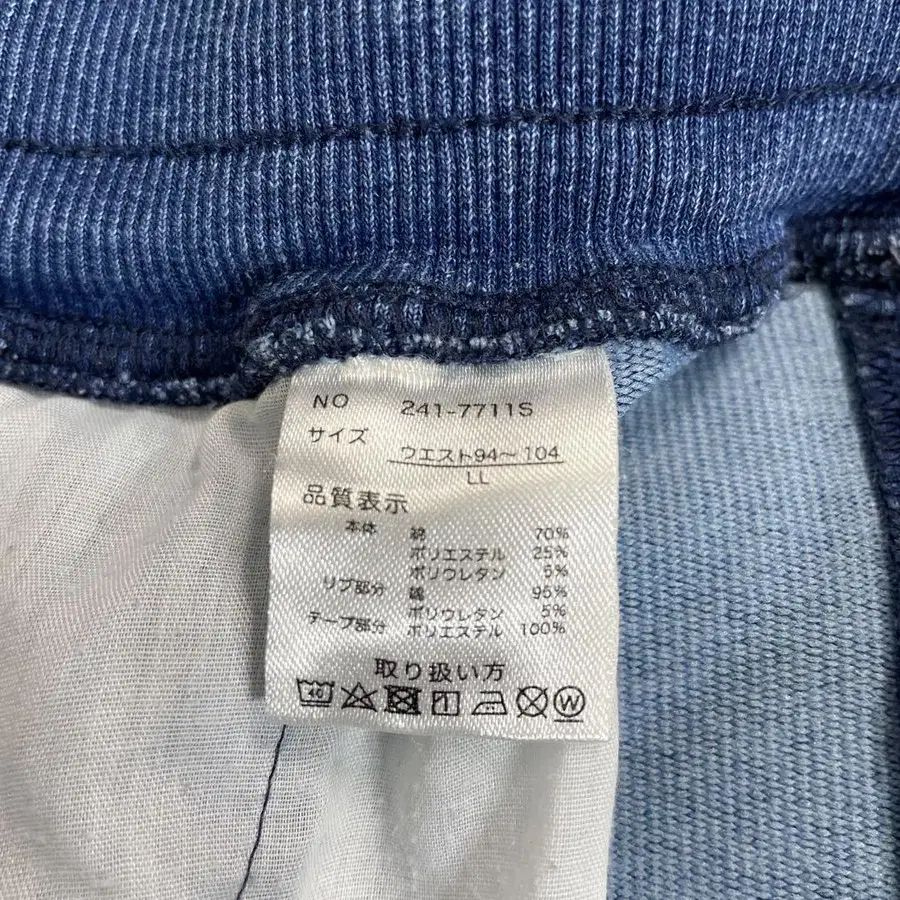 NO 241-7711S
サイズ ウエスト94～104
LL
品質表示
本体 綿 70%
ポリエステル 25%
ポリウレタン 5%
リブ部分 綿 95%
ポリウレタン 5%
テープ部分 ポリエステル 100%
取り扱い方
40 W